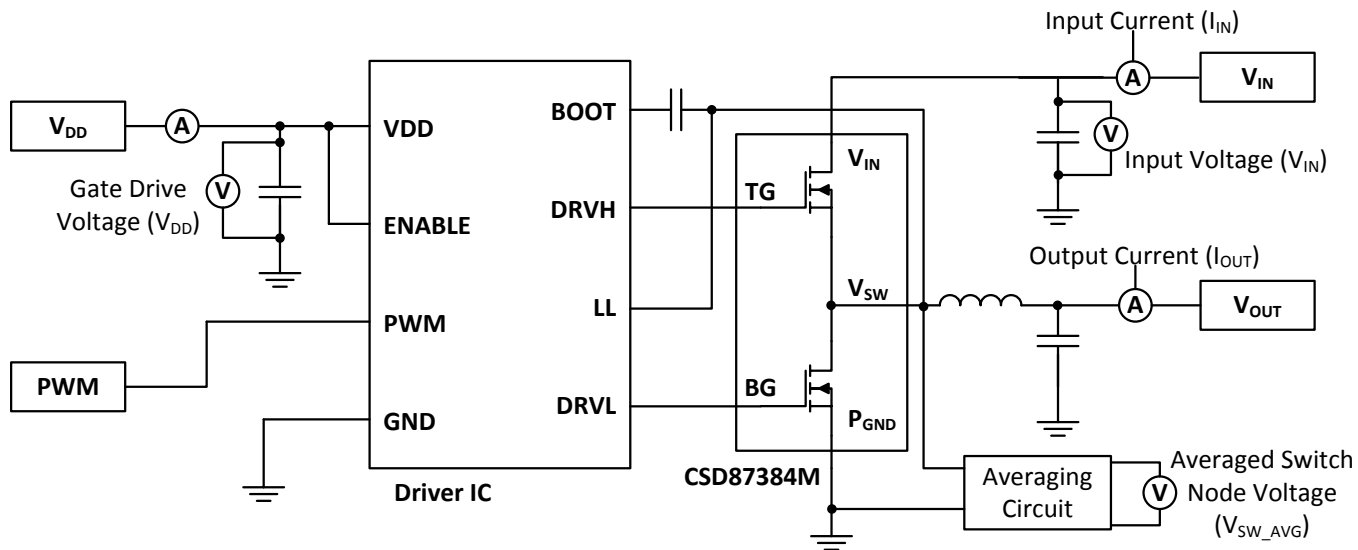 Input Current (I_IN)
V_DD
A
VDD
Gate Drive
Voltage (V_DD)
V
ENABLE
PWM
PWM
GND
BOOT
DRVH
LL
DRVL
Driver IC
V_IN
TG
V_SW
BG
P_GND
CSD87384M
A
V_IN
V
Input Voltage (V_IN)
Output Current (I_OUT)
A
V_OUT
Averaging
Circuit
V
Averaged Switch
Node Voltage
(V_SW_AVG)